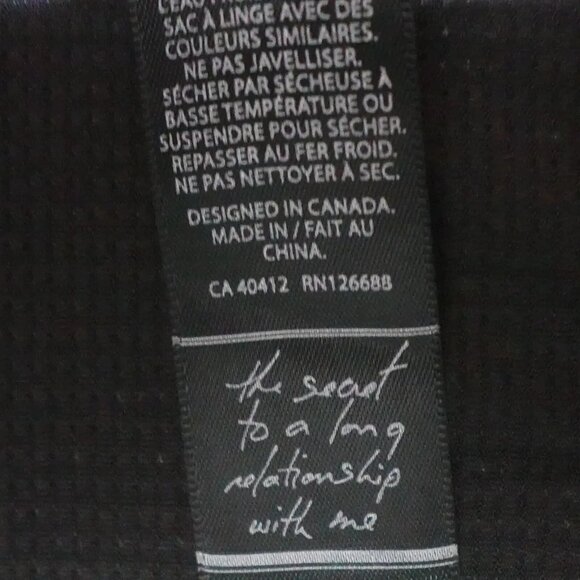 L'EAU
SAC À LINGE AVEC DES
COULEURS SIMILAIRES.
NE PAS JAVELLISER.
SÉCHER PAR SÉCHEUSE À
BASSE TEMPÉRATURE OU
SUSPENDRE POUR SÉCHER.
REPASSER AU FER FROID.
NE PAS NETTOYER À SEC.
DESIGNED IN CANADA.
MADE IN / FAIT AU
CHINA.
CA 40412 RN126688
the secret
to a long
relationship
with me